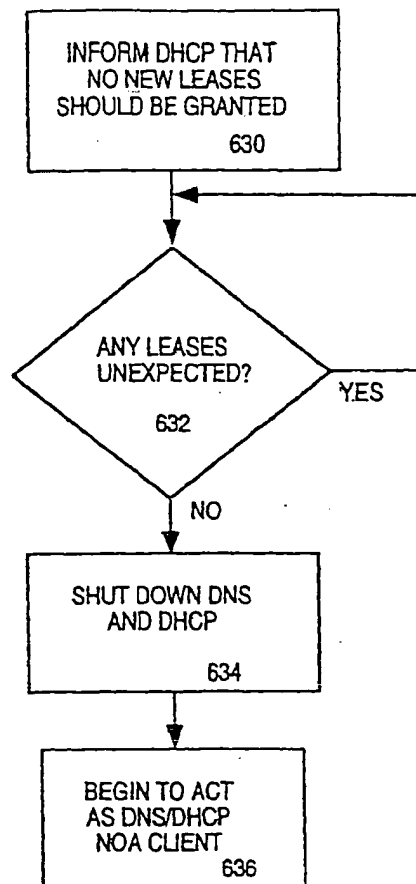 INFORM DHCP THAT
NO NEW LEASES
SHOULD BE GRANTED
630
ANY LEASES
UNEXPECTED?
632
YES
NO
SHUT DOWN DNS
AND DHCP
634
BEGIN TO ACT
AS DNS/DHCP
NOA CLIENT
636